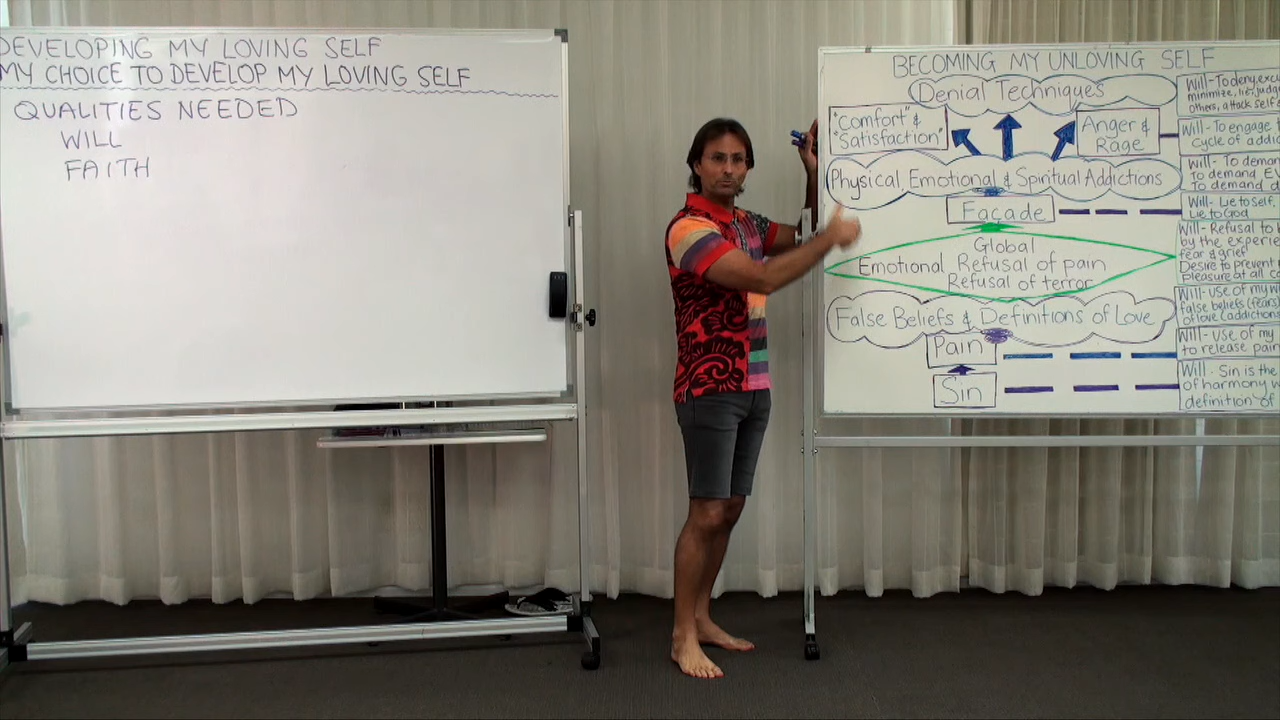 DEVELOPING MY LOVING SELF
MY CHOICE TO DEVELOP MY LOVING SELF
QUALITIES NEEDED
WILL
FAITH
BECOMING MY UNLOVING SELF
Denial Techniques
"Comfort" &
"Satisfaction"
Anger &
Rage
Physical Emotional & Spiritual Addictions
Façade
Global
Emotional Refusal of pain
Refusal of terror
False Beliefs & Definitions of Love
Pain
Sin
Will - To deny,
minimize,
others, attack self
Will - To engage
cycle of
Will - To
To demand,
To demand
Will - Lie to self,
Lie to God
Will - Refusal to
by the
fear & grief
Desire to prevent
pleasure at all
Will - use of my
false beliefs
of love
Will - use of my
to release pain
Will - Sin is the
of harmony
definition of